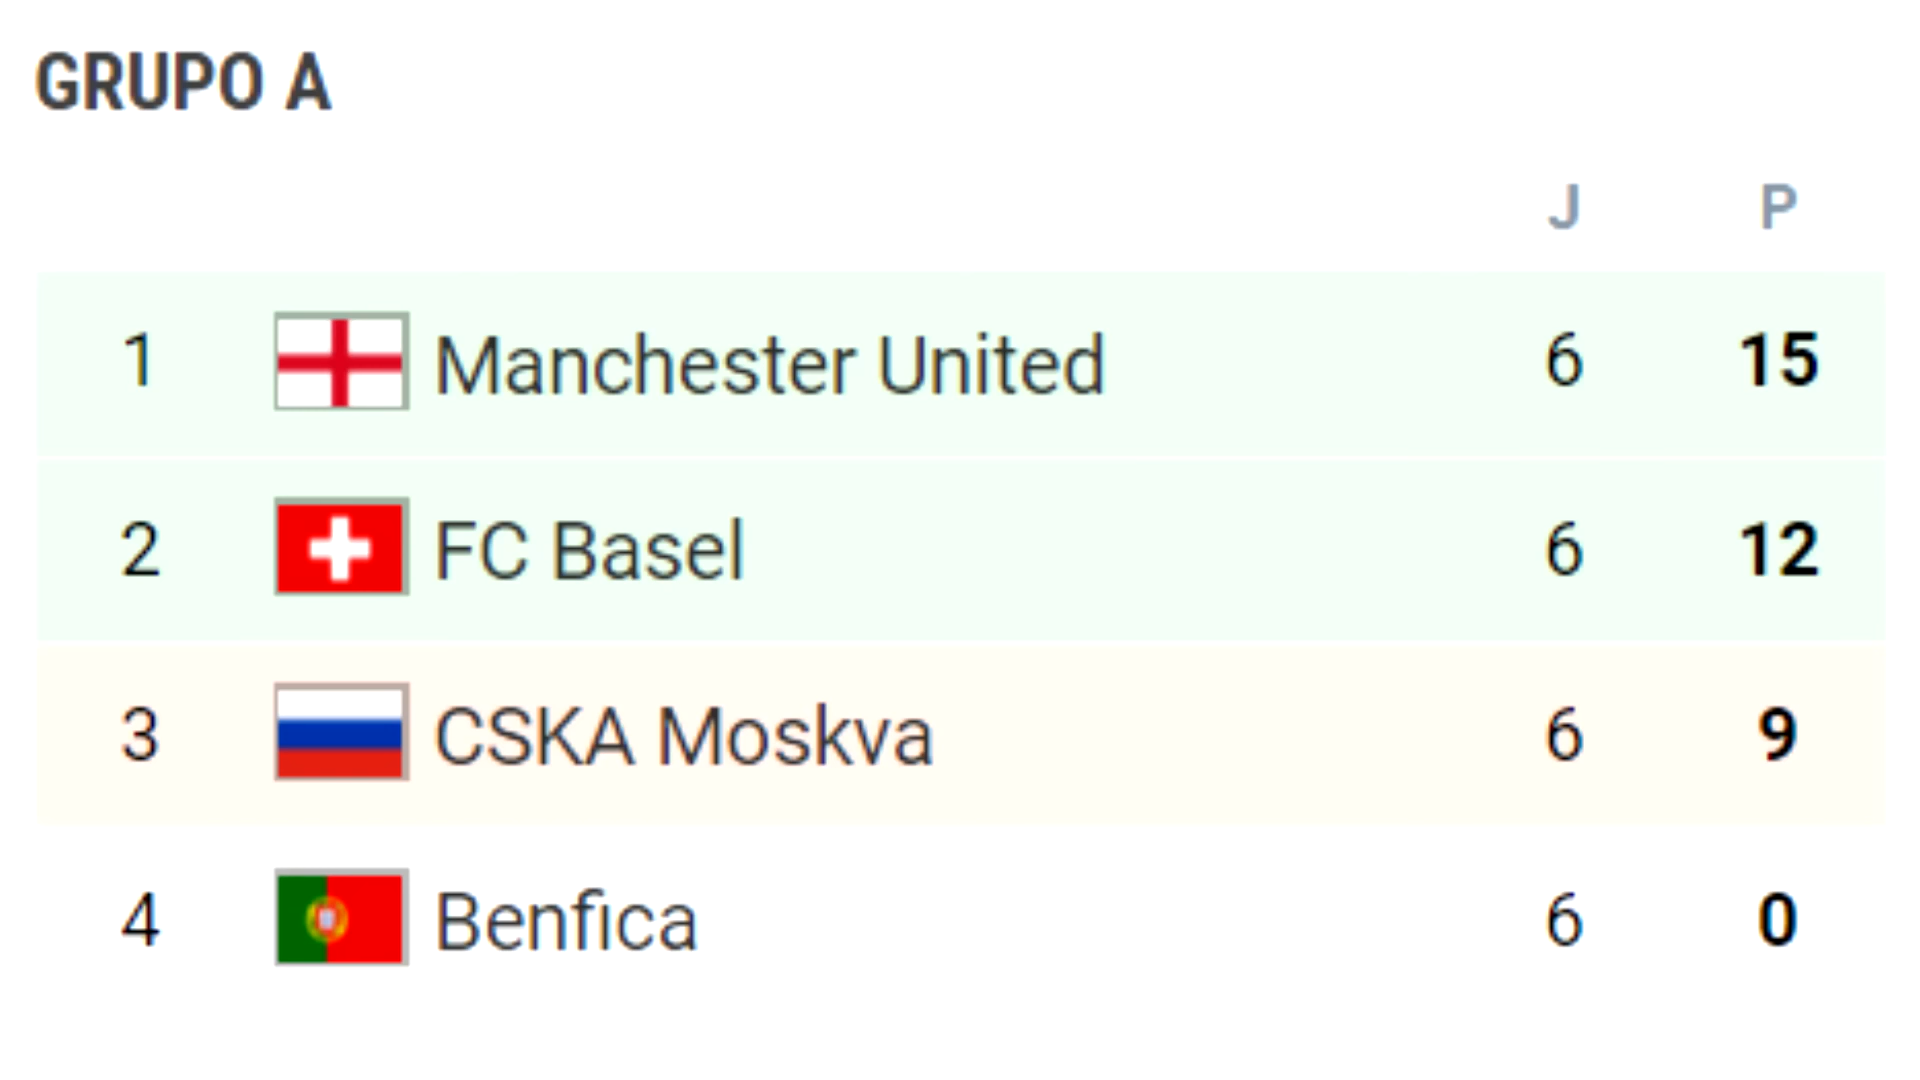 GRUPO A
J P
1 Manchester United 6 15
2 FC Basel 6 12
3 CSKA Moskva 6 9
4 Benfica 6 0